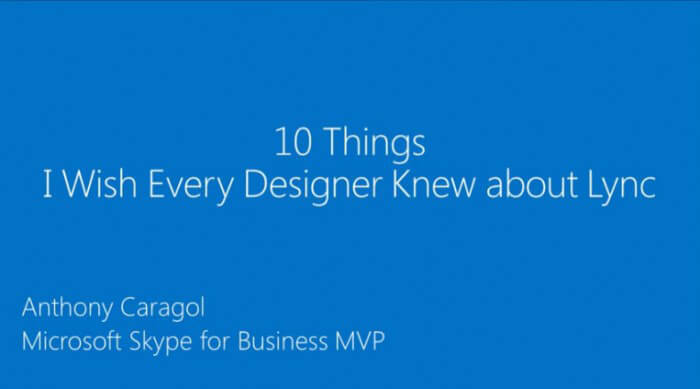 10 Things
I Wish Every Designer Knew about Lync
Anthony Caragol
Microsoft Skype for Business MVP